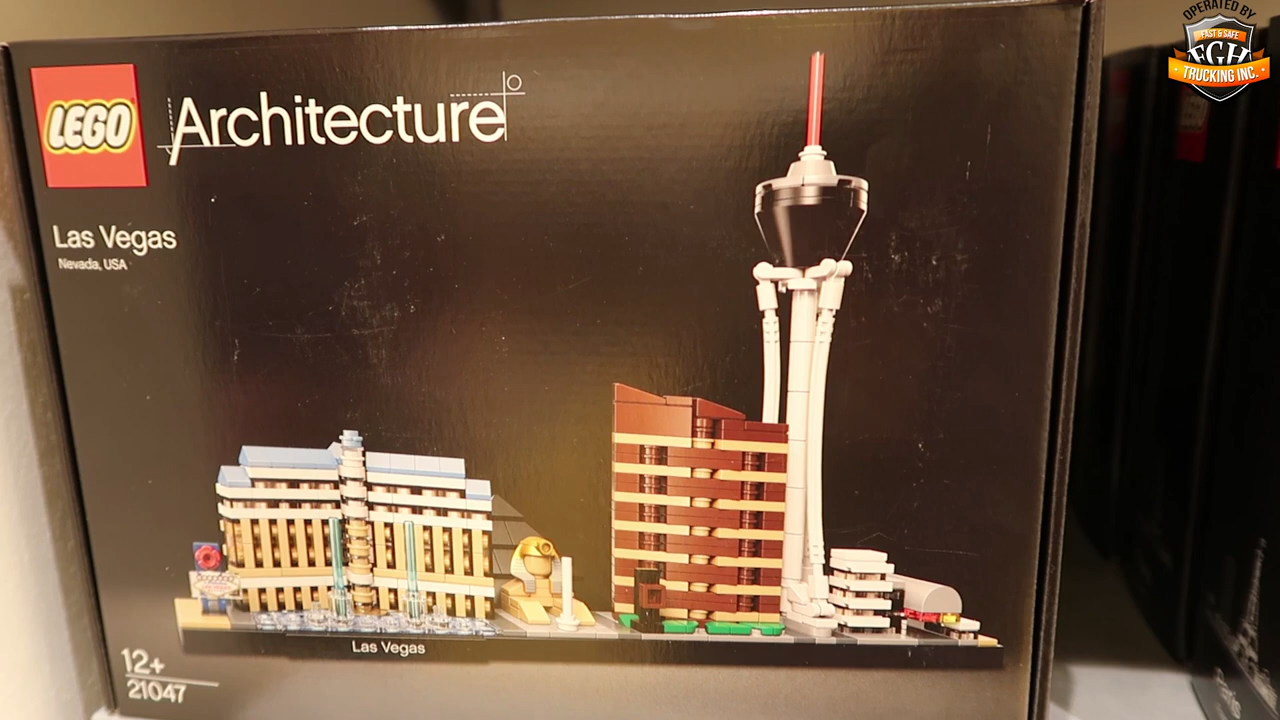 LEGO
Architecture
Las Vegas
Nevada, USA
Las Vegas
12+
21047
OPERATED BY
FAST & SAFE
FGH
TRUCKING INC.